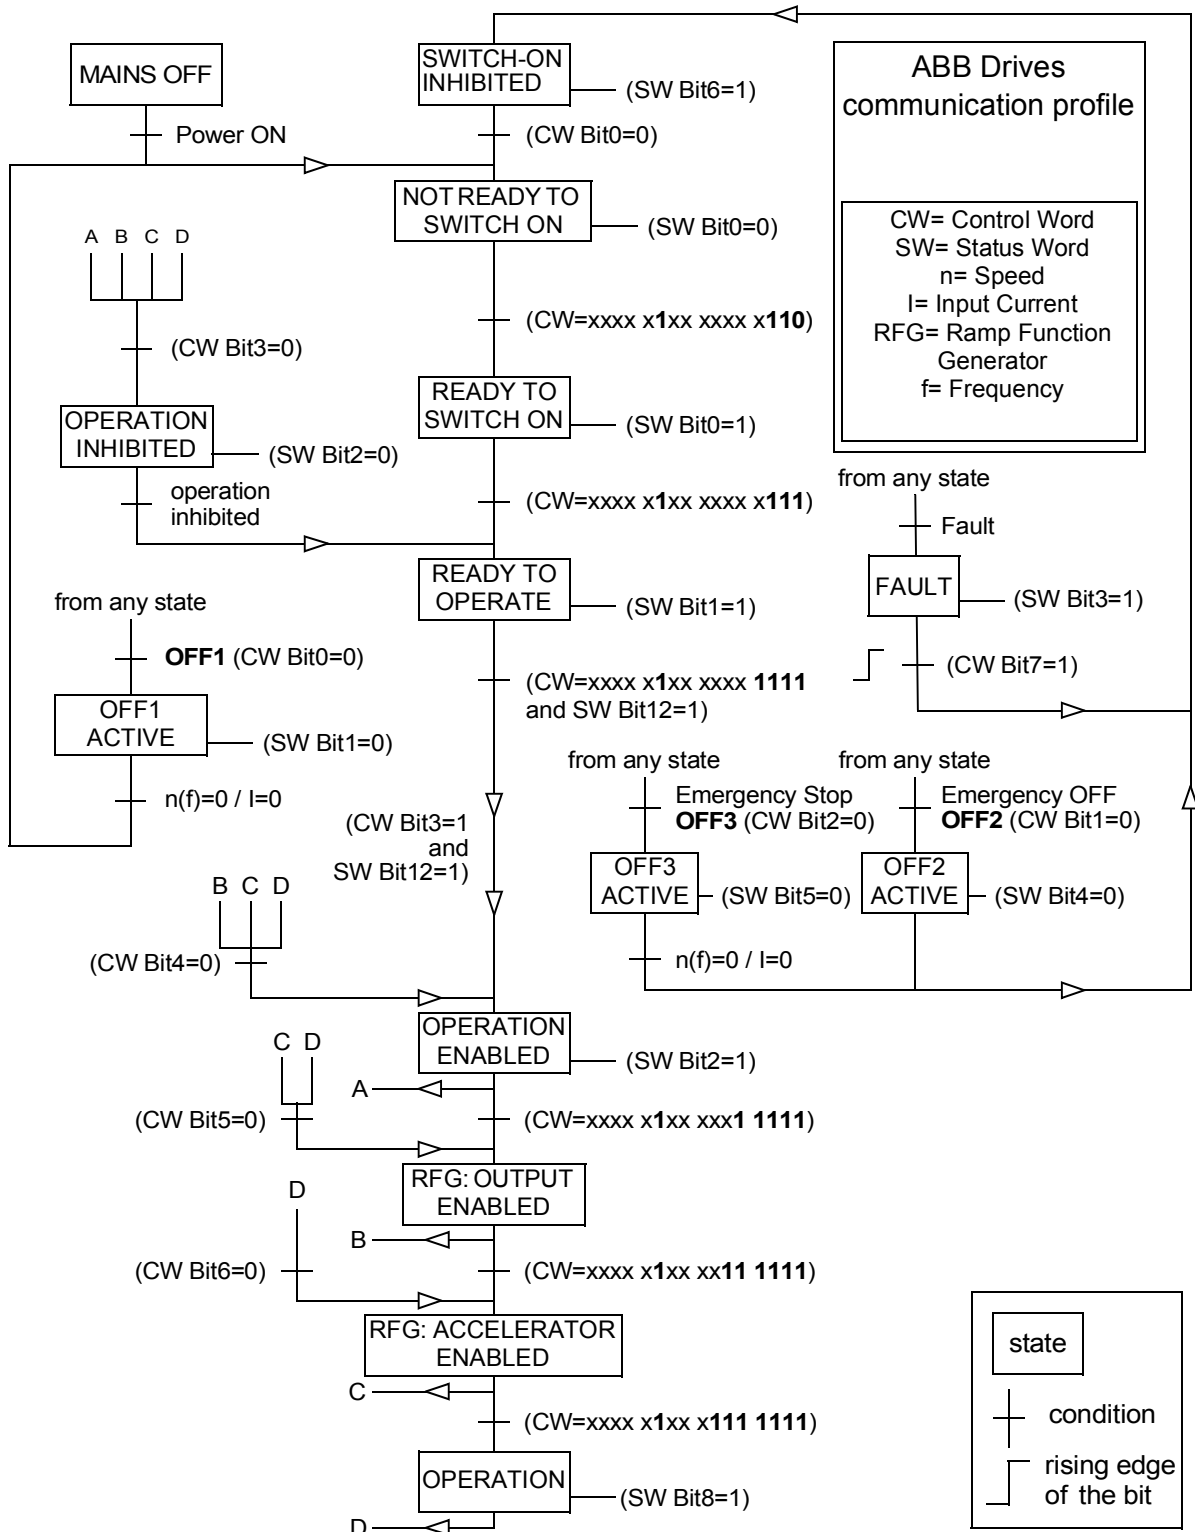 MAINS OFF
Power ON
SWITCH-ON
INHIBITED
(SW Bit6=1)
(CW Bit0=0)
ABB Drives
communication profile
CW= Control Word
SW= Status Word
n= Speed
I= Input Current
RFG= Ramp Function
Generator
f= Frequency
NOT READY TO
SWITCH ON
(SW Bit0=0)
A B C D
(CW Bit3=0)
(CW=xxxx x1xx xxxx x110)
OPERATION
INHIBITED
(SW Bit2=0)
operation
inhibited
READY TO
SWITCH ON
(SW Bit0=1)
(CW=xxxx x1xx xxxx x111)
from any state
Fault
FAULT
(SW Bit3=1)
(CW Bit7=1)
READY TO
OPERATE
(SW Bit1=1)
(CW=xxxx x1xx xxxx 1111
and SW Bit12=1)
from any state
OFF1 (CW Bit0=0)
OFF1
ACTIVE
(SW Bit1=0)
n(f)=0 / I=0
(CW Bit3=1
and
SW Bit12=1)
from any state
Emergency Stop
OFF3 (CW Bit2=0)
OFF3
ACTIVE
(SW Bit5=0)
n(f)=0 / I=0
from any state
Emergency OFF
OFF2 (CW Bit1=0)
OFF2
ACTIVE
(SW Bit4=0)
B C D
(CW Bit4=0)
OPERATION
ENABLED
(SW Bit2=1)
C D
A
(CW Bit5=0)
(CW=xxxx x1xx xxx1 1111)
RFG: OUTPUT
ENABLED
D
B
(CW Bit6=0)
(CW=xxxx x1xx xx11 1111)
RFG: ACCELERATOR
ENABLED
C
(CW=xxxx x1xx x111 1111)
OPERATION
(SW Bit8=1)
D
state
condition
rising edge
of the bit